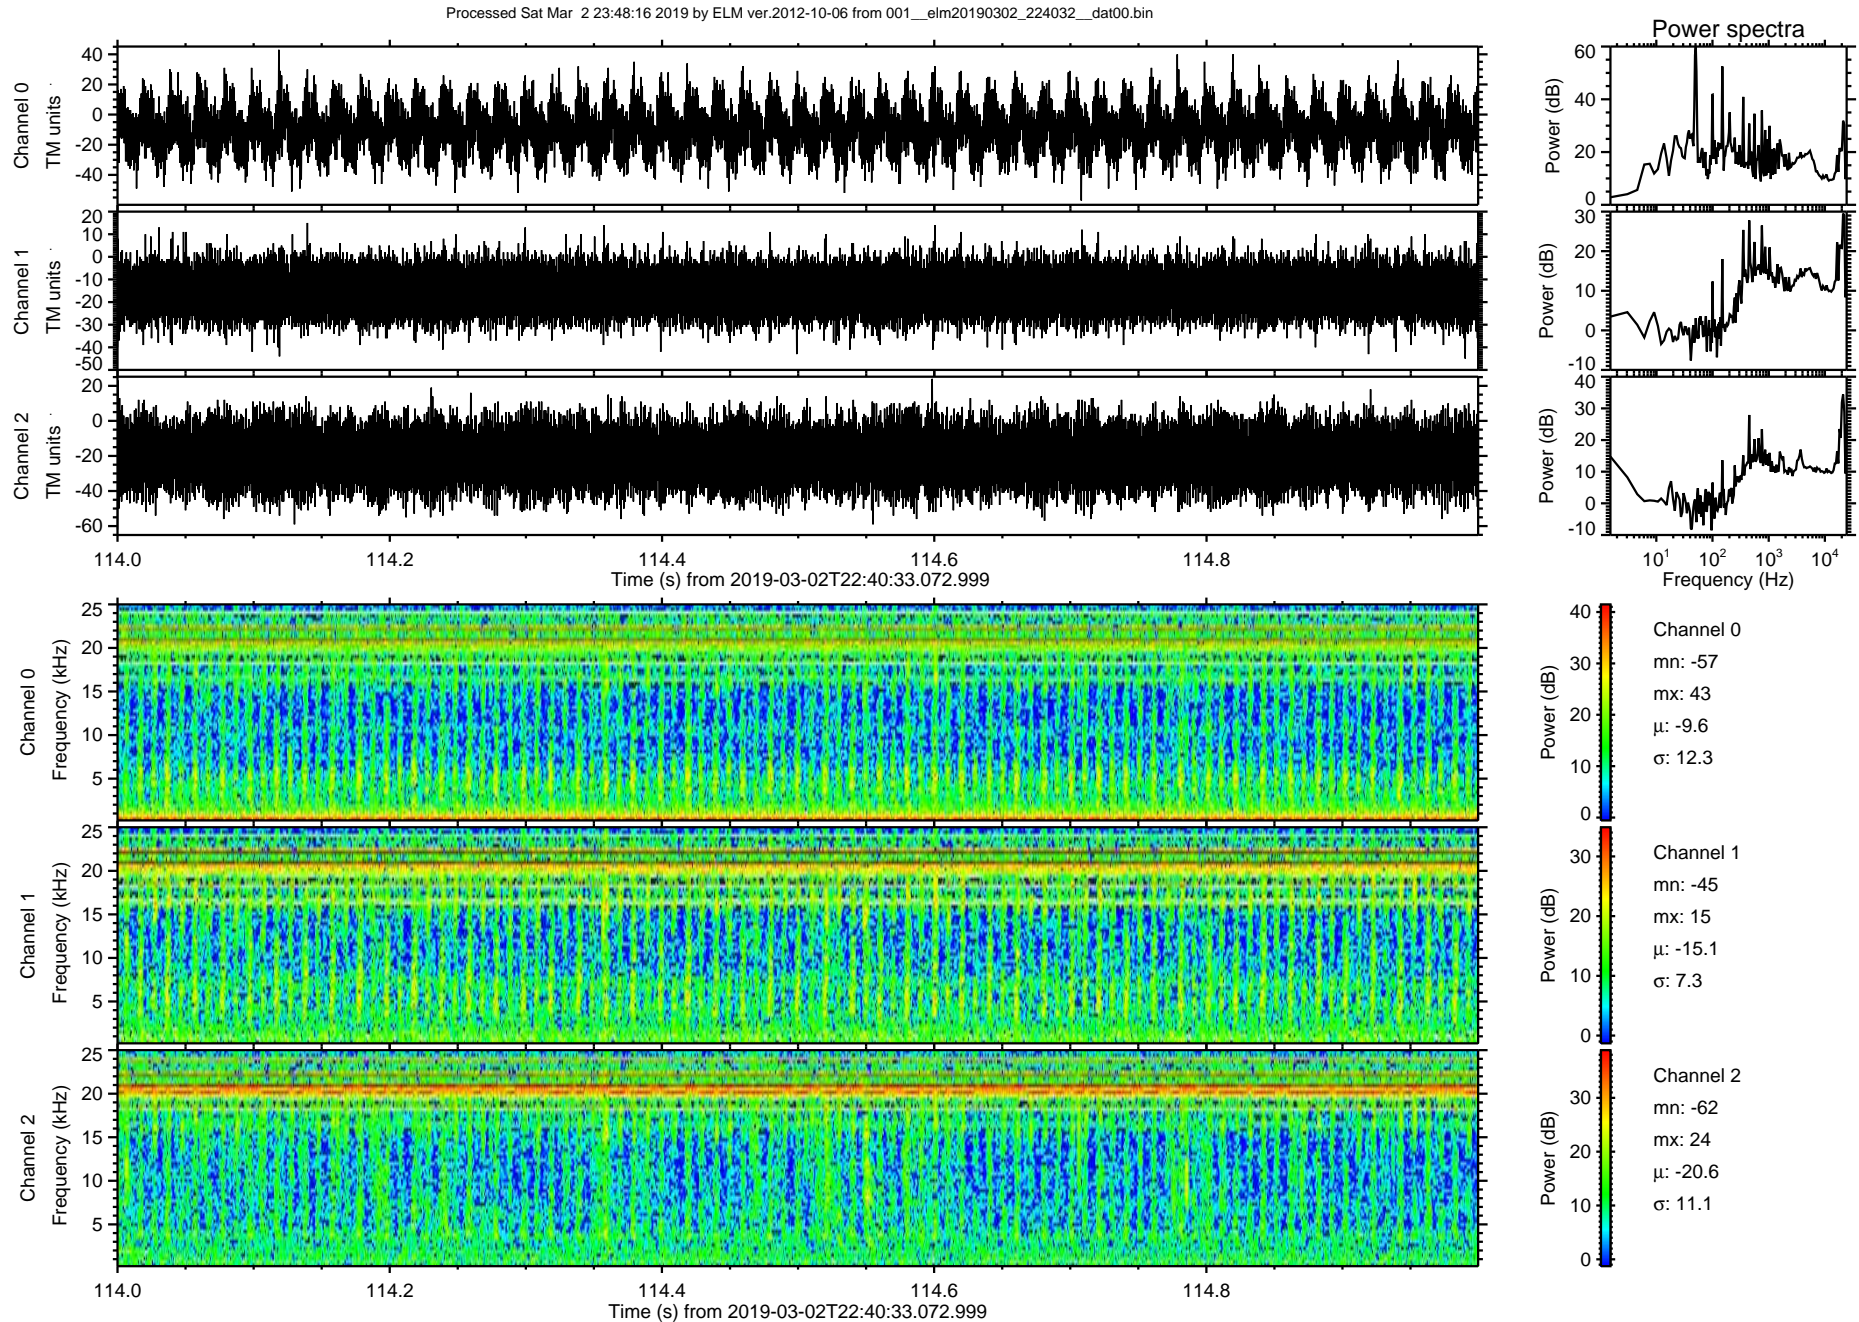 Processed Sat Mar  2 23:48:16 2019 by ELM ver.2012-10-06 from 001__elm20190302_224032__dat00.bin
Power spectra
Channel 0
TM units
40
20
0
-20
-40
Power (dB)
60
40
20
0
Channel 1
TM units
20
10
0
-10
-20
-30
-40
-50
Power (dB)
30
20
10
0
-10
Channel 2
TM units
20
0
-20
-40
-60
Power (dB)
40
30
20
10
0
-10
114.0 114.2 114.4 114.6 114.8
Time (s) from 2019-03-02T22:40:33.072.999
10^1 10^2 10^3 10^4
Frequency (Hz)
Channel 0
Frequency (kHz)
25
20
15
10
5
Power (dB)
40
30
20
10
0
Channel 0
mn: -57
mx: 43
μ: -9.6
σ: 12.3
Channel 1
Frequency (kHz)
25
20
15
10
5
Power (dB)
30
20
10
0
Channel 1
mn: -45
mx: 15
μ: -15.1
σ: 7.3
Channel 2
Frequency (kHz)
25
20
15
10
5
Power (dB)
30
20
10
0
Channel 2
mn: -62
mx: 24
μ: -20.6
σ: 11.1
114.0 114.2 114.4 114.6 114.8
Time (s) from 2019-03-02T22:40:33.072.999